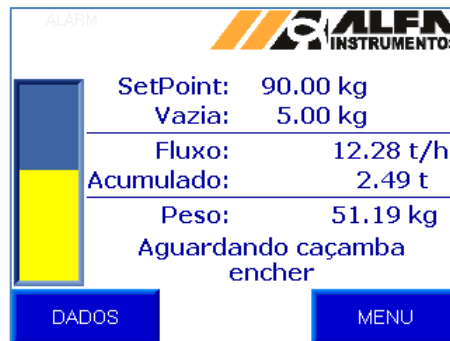 ALARM
ALFA
INSTRUMENTOS
SetPoint: 90.00 kg
Vazia: 5.00 kg
Fluxo: 12.28 t/h
Acumulado: 2.49 t
Peso: 51.19 kg
Aguardando caçamba
encher
DADOS
MENU